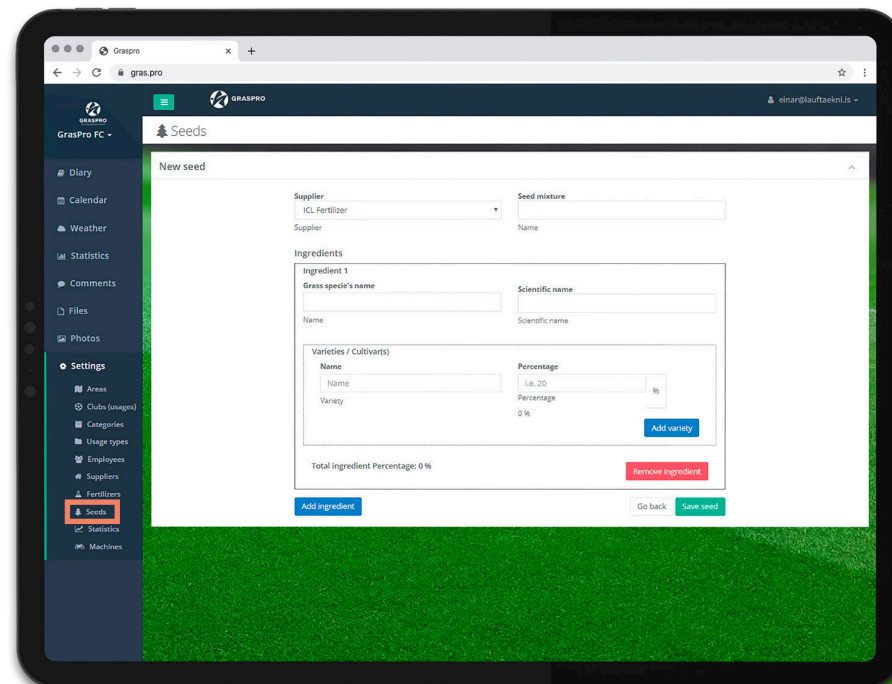 Graspro × +
gras.pro
GRASPRO
GrasPro FC
GRASPRO
einar@lauftaekni.is
Seeds
Diary
Calendar
Weather
Statistics
Comments
Files
Photos
Settings
Areas
Clubs (usages)
Categories
Usage types
Employees
Suppliers
Fertilizers
Seeds
Statistics
Machines
New seed
Supplier Seed mixture
ICL Fertilizer
Supplier Name
Ingredients
Ingredient 1
Grass specie's name Scientific name
Name Scientific name
Varieties / Cultivar(s)
Name Percentage
Name i.e. 20 %
Variety Percentage
0 %
Add variety
Total ingredient Percentage: 0 % Remove ingredient
Add ingredient Go back Save seed